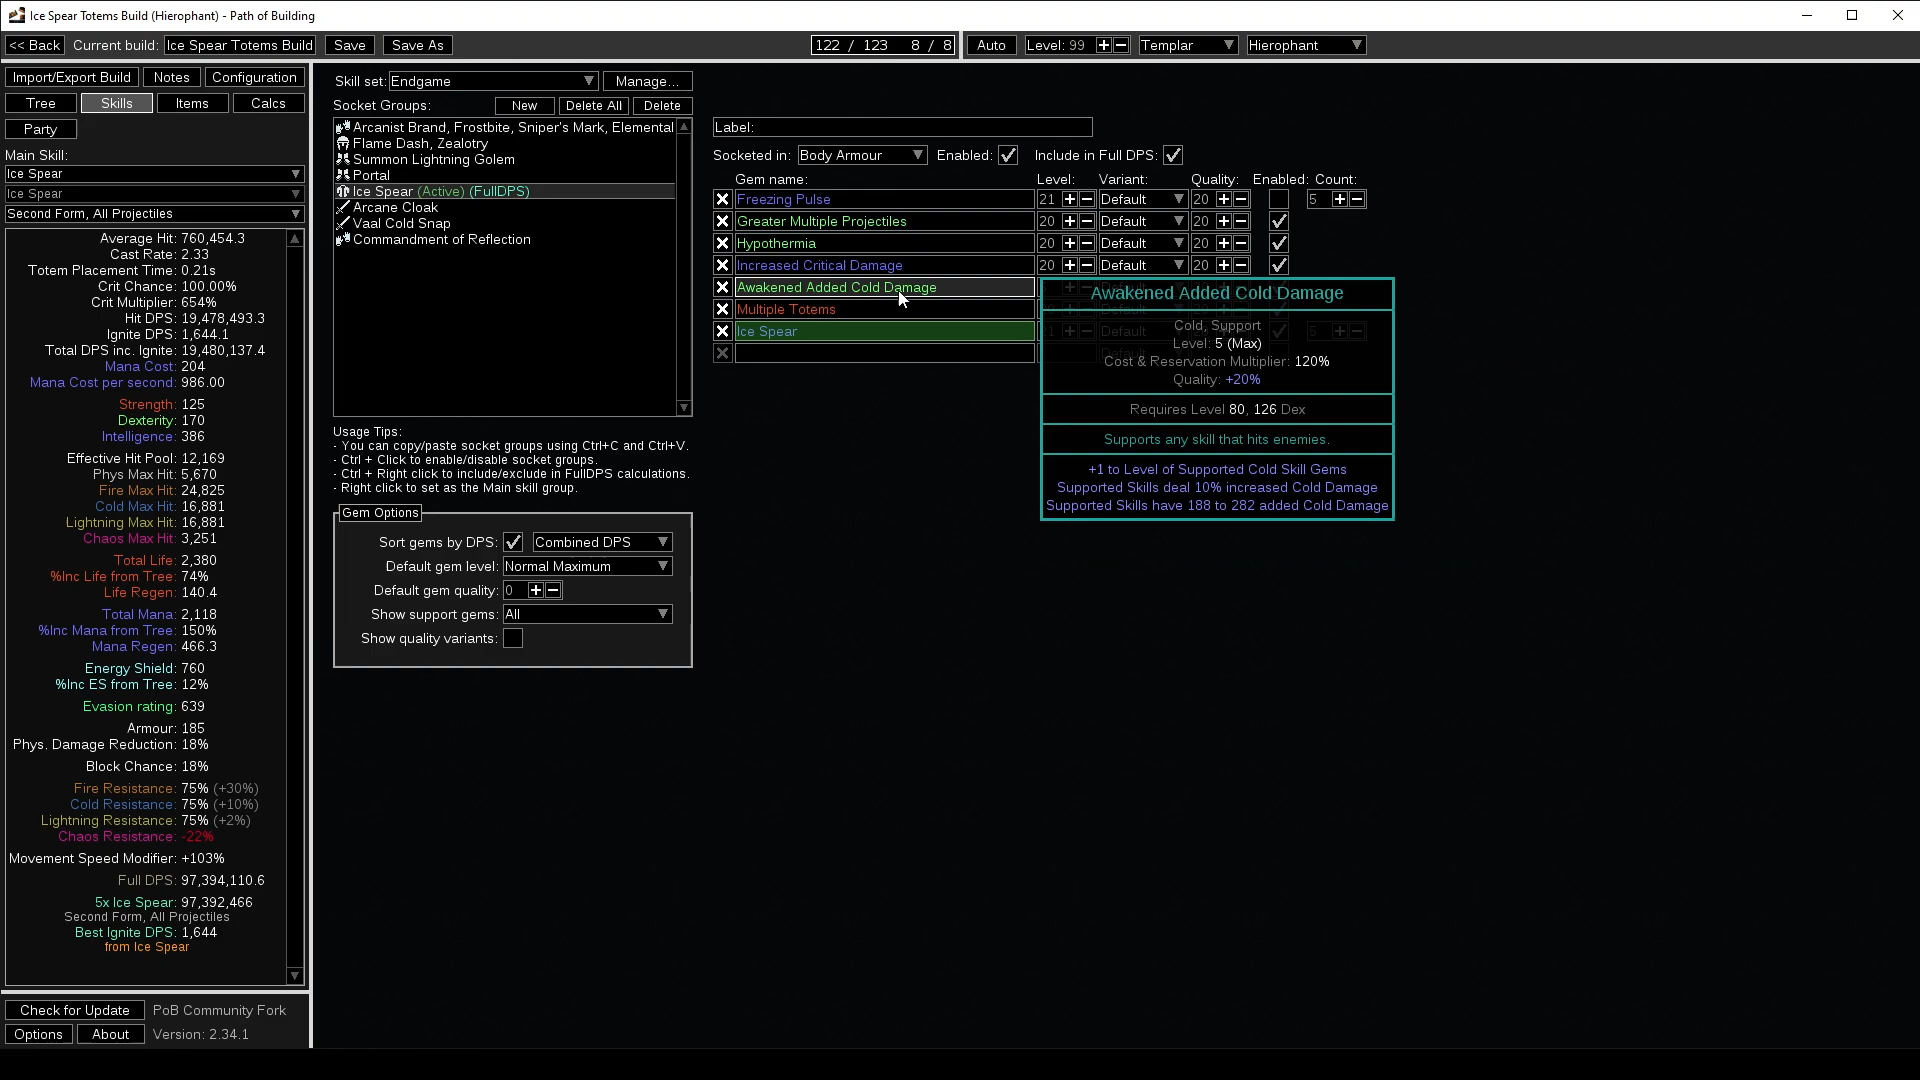 Ice Spear Totems Build (Hierophant) - Path of Building
<< Back Current build: Ice Spear Totems Build Save Save As 122 / 123 8 / 8 Auto Level: 99 Templar Hierophant
Import/Export Build Notes Configuration
Tree Skills Items Calcs
Party
Main Skill:
Ice Spear
Ice Spear
Second Form, All Projectiles
Average Hit: 760,454.3
Cast Rate: 2.33
Totem Placement Time: 0.21s
Crit Chance: 100.00%
Crit Multiplier: 654%
Hit DPS: 19,478,493.3
Ignite DPS: 1,644.1
Total DPS inc. Ignite: 19,480,137.4
Mana Cost: 204
Mana Cost per second: 986.00
Strength: 125
Dexterity: 170
Intelligence: 386
Effective Hit Pool: 12,169
Phys Max Hit: 5,670
Fire Max Hit: 24,825
Cold Max Hit: 16,881
Lightning Max Hit: 16,881
Chaos Max Hit: 3,251
Total Life: 2,380
%Inc Life from Tree: 74%
Life Regen: 140.4
Total Mana: 2,118
%Inc Mana from Tree: 150%
Mana Regen: 466.3
Energy Shield: 760
%Inc ES from Tree: 12%
Evasion rating: 639
Armour: 185
Phys. Damage Reduction: 18%
Block Chance: 18%
Fire Resistance: 75% (+30%)
Cold Resistance: 75% (+10%)
Lightning Resistance: 75% (+2%)
Chaos Resistance: -22%
Movement Speed Modifier: +103%
Full DPS: 97,394,110.6
5x Ice Spear: 97,392,466
Second Form, All Projectiles
Best Ignite DPS: 1,644
from Ice Spear
Check for Update PoB Community Fork
Options About Version: 2.34.1
Skill set: Endgame Manage...
Socket Groups: New Delete All Delete
Arcanist Brand, Frostbite, Sniper's Mark, Elemental
Flame Dash, Zealotry
Summon Lightning Golem
Portal
Ice Spear (Active) (FullDPS)
Arcane Cloak
Vaal Cold Snap
Commandment of Reflection
Usage Tips:
- You can copy/paste socket groups using Ctrl+C and Ctrl+V.
- Ctrl + Click to enable/disable socket groups.
- Ctrl + Right click to include/exclude in FullDPS calculations.
- Right click to set as the Main skill group.
Gem Options
Sort gems by DPS: Combined DPS
Default gem level: Normal Maximum
Default gem quality: 0
Show support gems: All
Show quality variants:
Label:
Socketed in: Body Armour Enabled: Include in Full DPS:
Gem name: Level: Variant: Quality: Enabled: Count:
Freezing Pulse 21 Default 20 5
Greater Multiple Projectiles 20 Default 20
Hypothermia 20 Default 20
Increased Critical Damage 20 Default 20
Awakened Added Cold Damage
Multiple Totems
Ice Spear
Awakened Added Cold Damage
Cold, Support
Level: 5 (Max)
Cost & Reservation Multiplier: 120%
Quality: +20%
Requires Level 80, 126 Dex
Supports any skill that hits enemies.
+1 to Level of Supported Cold Skill Gems
Supported Skills deal 10% increased Cold Damage
Supported Skills have 188 to 282 added Cold Damage